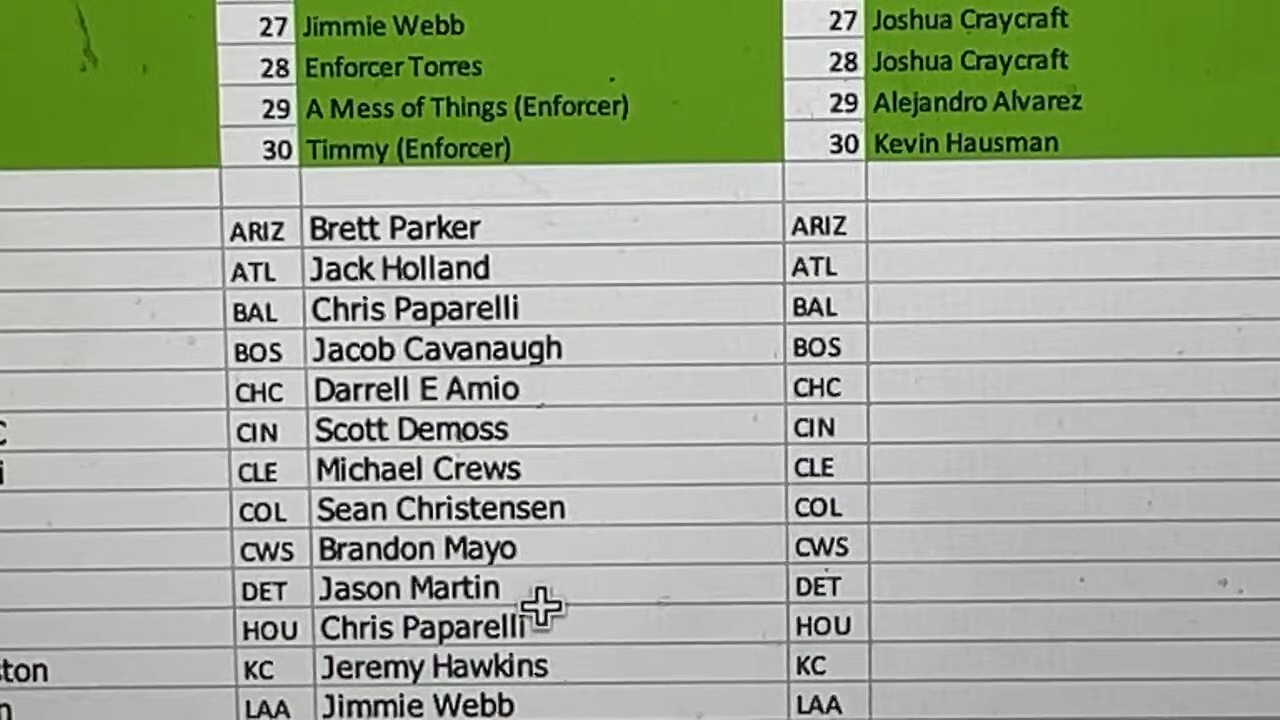 27 Jimmie Webb 27 Joshua Craycraft
28 Enforcer Torres 28 Joshua Craycraft
29 A Mess of Things (Enforcer) 29 Alejandro Alvarez
30 Timmy (Enforcer) 30 Kevin Hausman
ARIZ Brett Parker ARIZ
ATL Jack Holland ATL
BAL Chris Paparelli BAL
BOS Jacob Cavanaugh BOS
CHC Darrell E Amio CHC
CIN Scott Demoss CIN
CLE Michael Crews CLE
COL Sean Christensen COL
CWS Brandon Mayo CWS
DET Jason Martin DET
HOU Chris Paparelli HOU
ton KC Jeremy Hawkins KC
LAA Jimmie Webb LAA